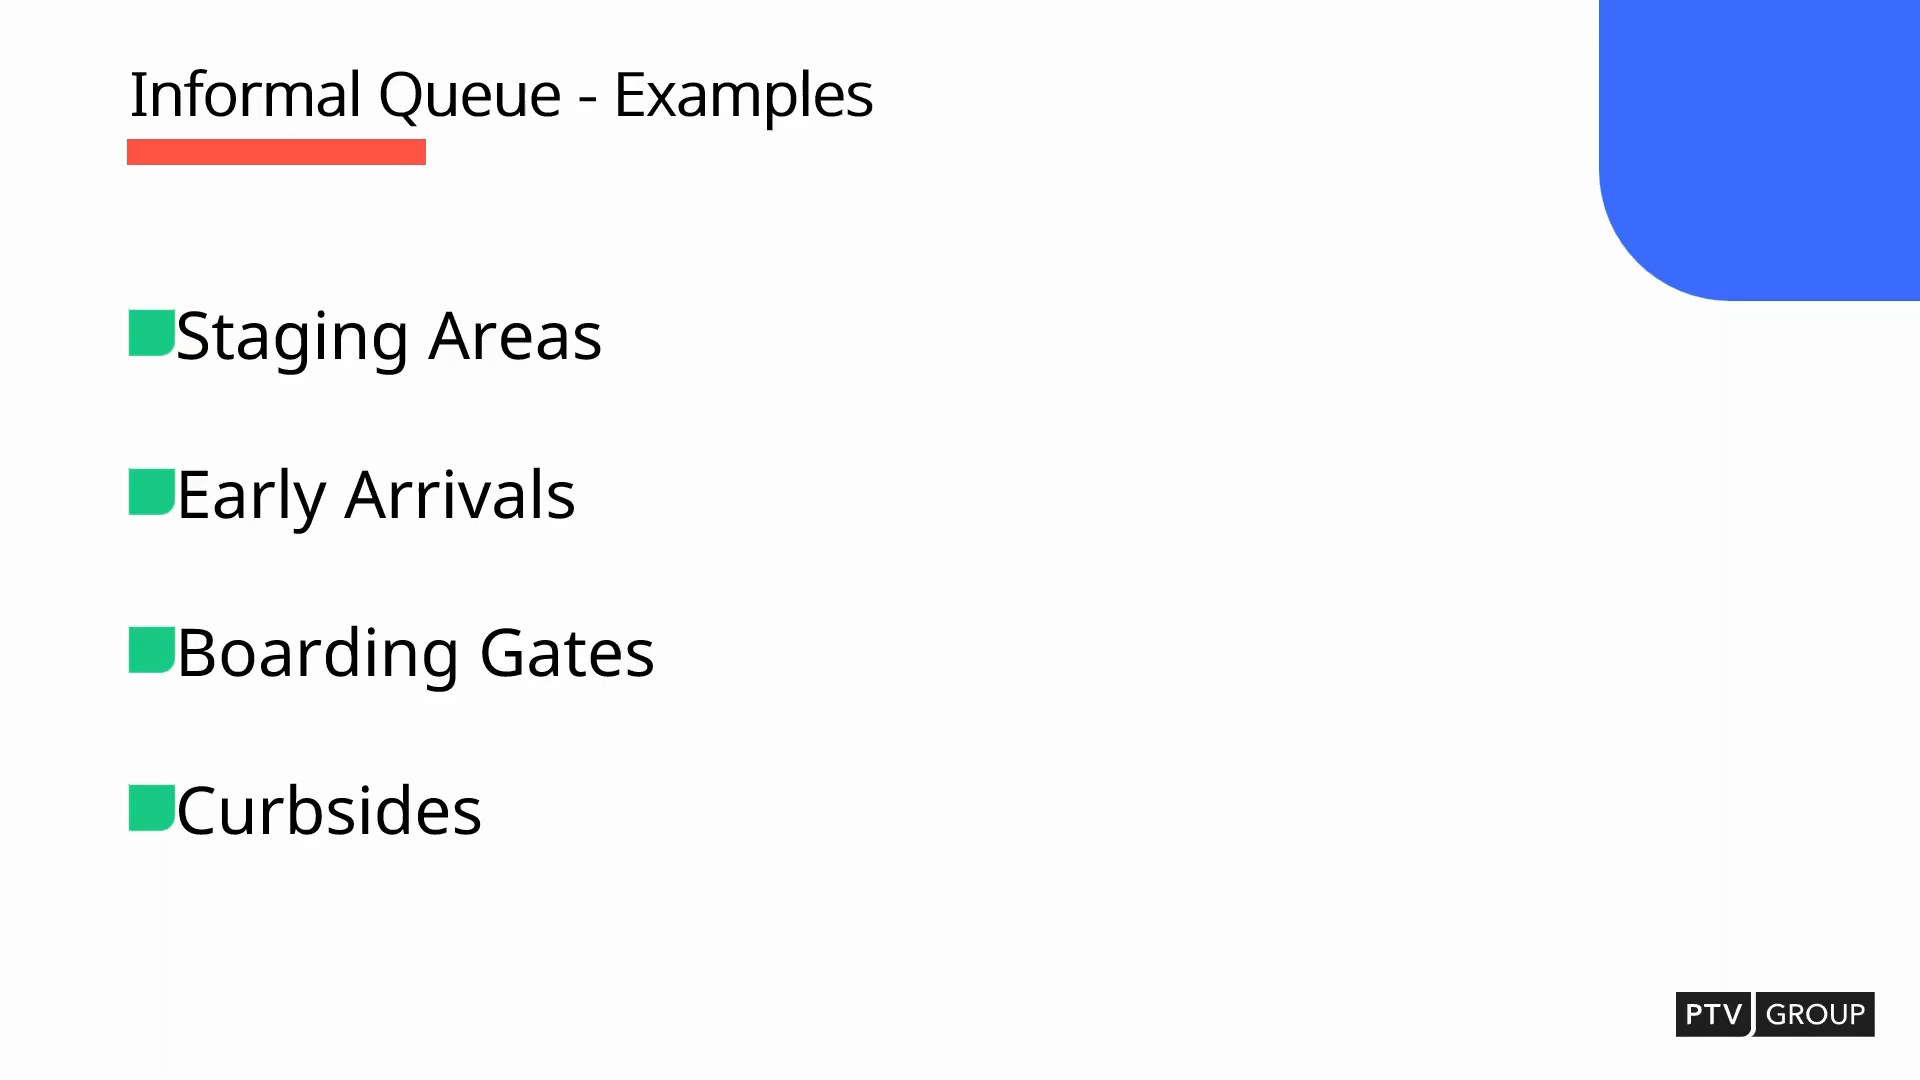 Informal Queue - Examples
Staging Areas
Early Arrivals
Boarding Gates
Curbsides
PTV GROUP